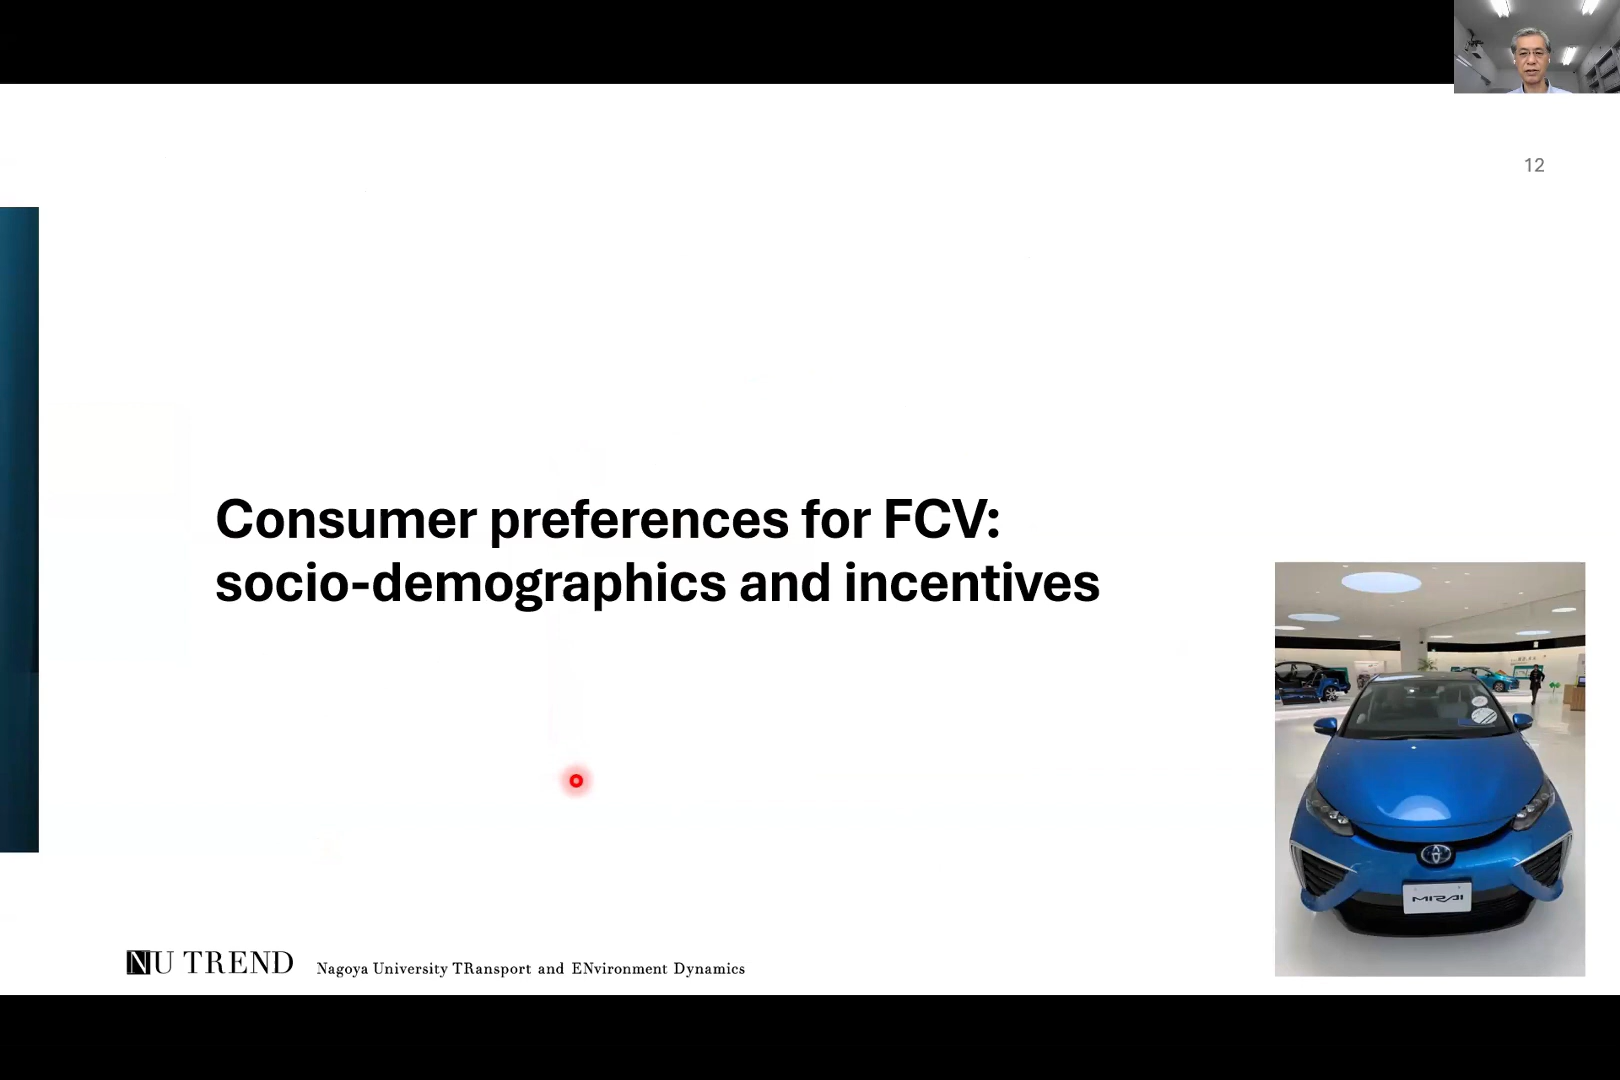 12
Consumer preferences for FCV:
socio-demographics and incentives
MIRAI
NU TREND Nagoya University TRansport and ENvironment Dynamics